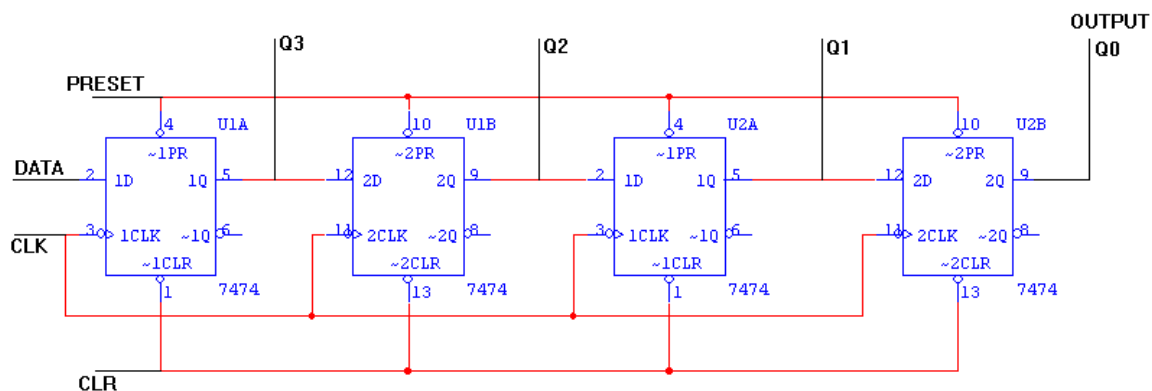 OUTPUT
Q3 Q2 Q1 Q0
PRESET
4 U1A 10 U1B 4 U2A 10 U2B
~1PR ~2PR ~1PR ~2PR
DATA 2 1D 1Q 5 12 2D 2Q 9 2 1D 1Q 5 12 2D 2Q 9
CLK 3 1CLK ~1Q 6 11 2CLK ~2Q 8 3 1CLK ~1Q 6 11 2CLK ~2Q 8
~1CLR ~2CLR ~1CLR ~2CLR
1 7474 13 7474 1 7474 13 7474
CLR